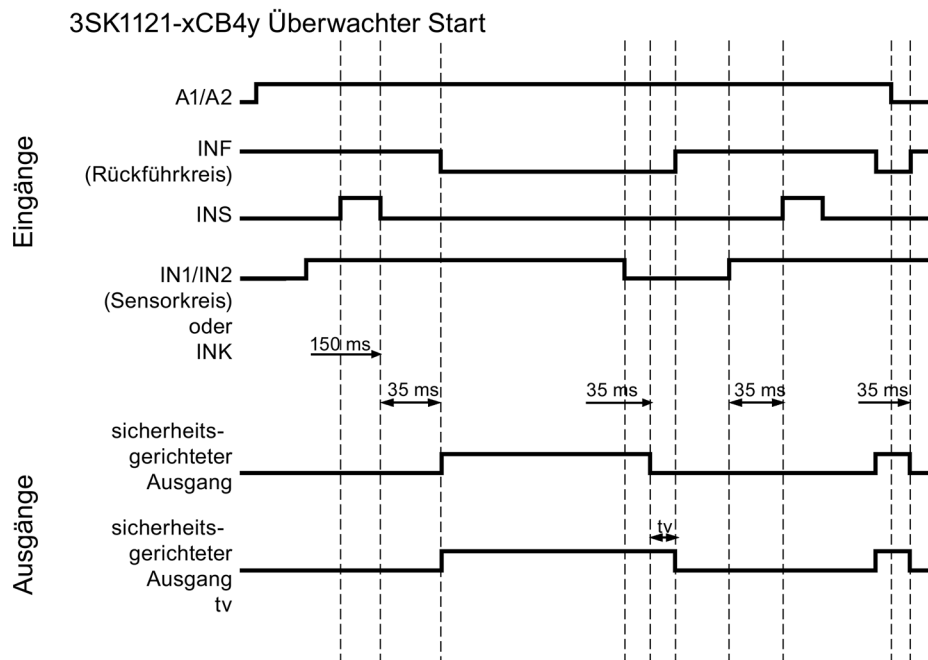 3SK1121-xCB4y Überwachter Start
Eingänge
A1/A2
INF
(Rückführkreis)
INS
IN1/IN2
(Sensorkreis)
oder
INK
150 ms
35 ms
35 ms
35 ms
35 ms
Ausgänge
sicherheits-
gerichteter
Ausgang
sicherheits-
gerichteter
Ausgang
tv
tv